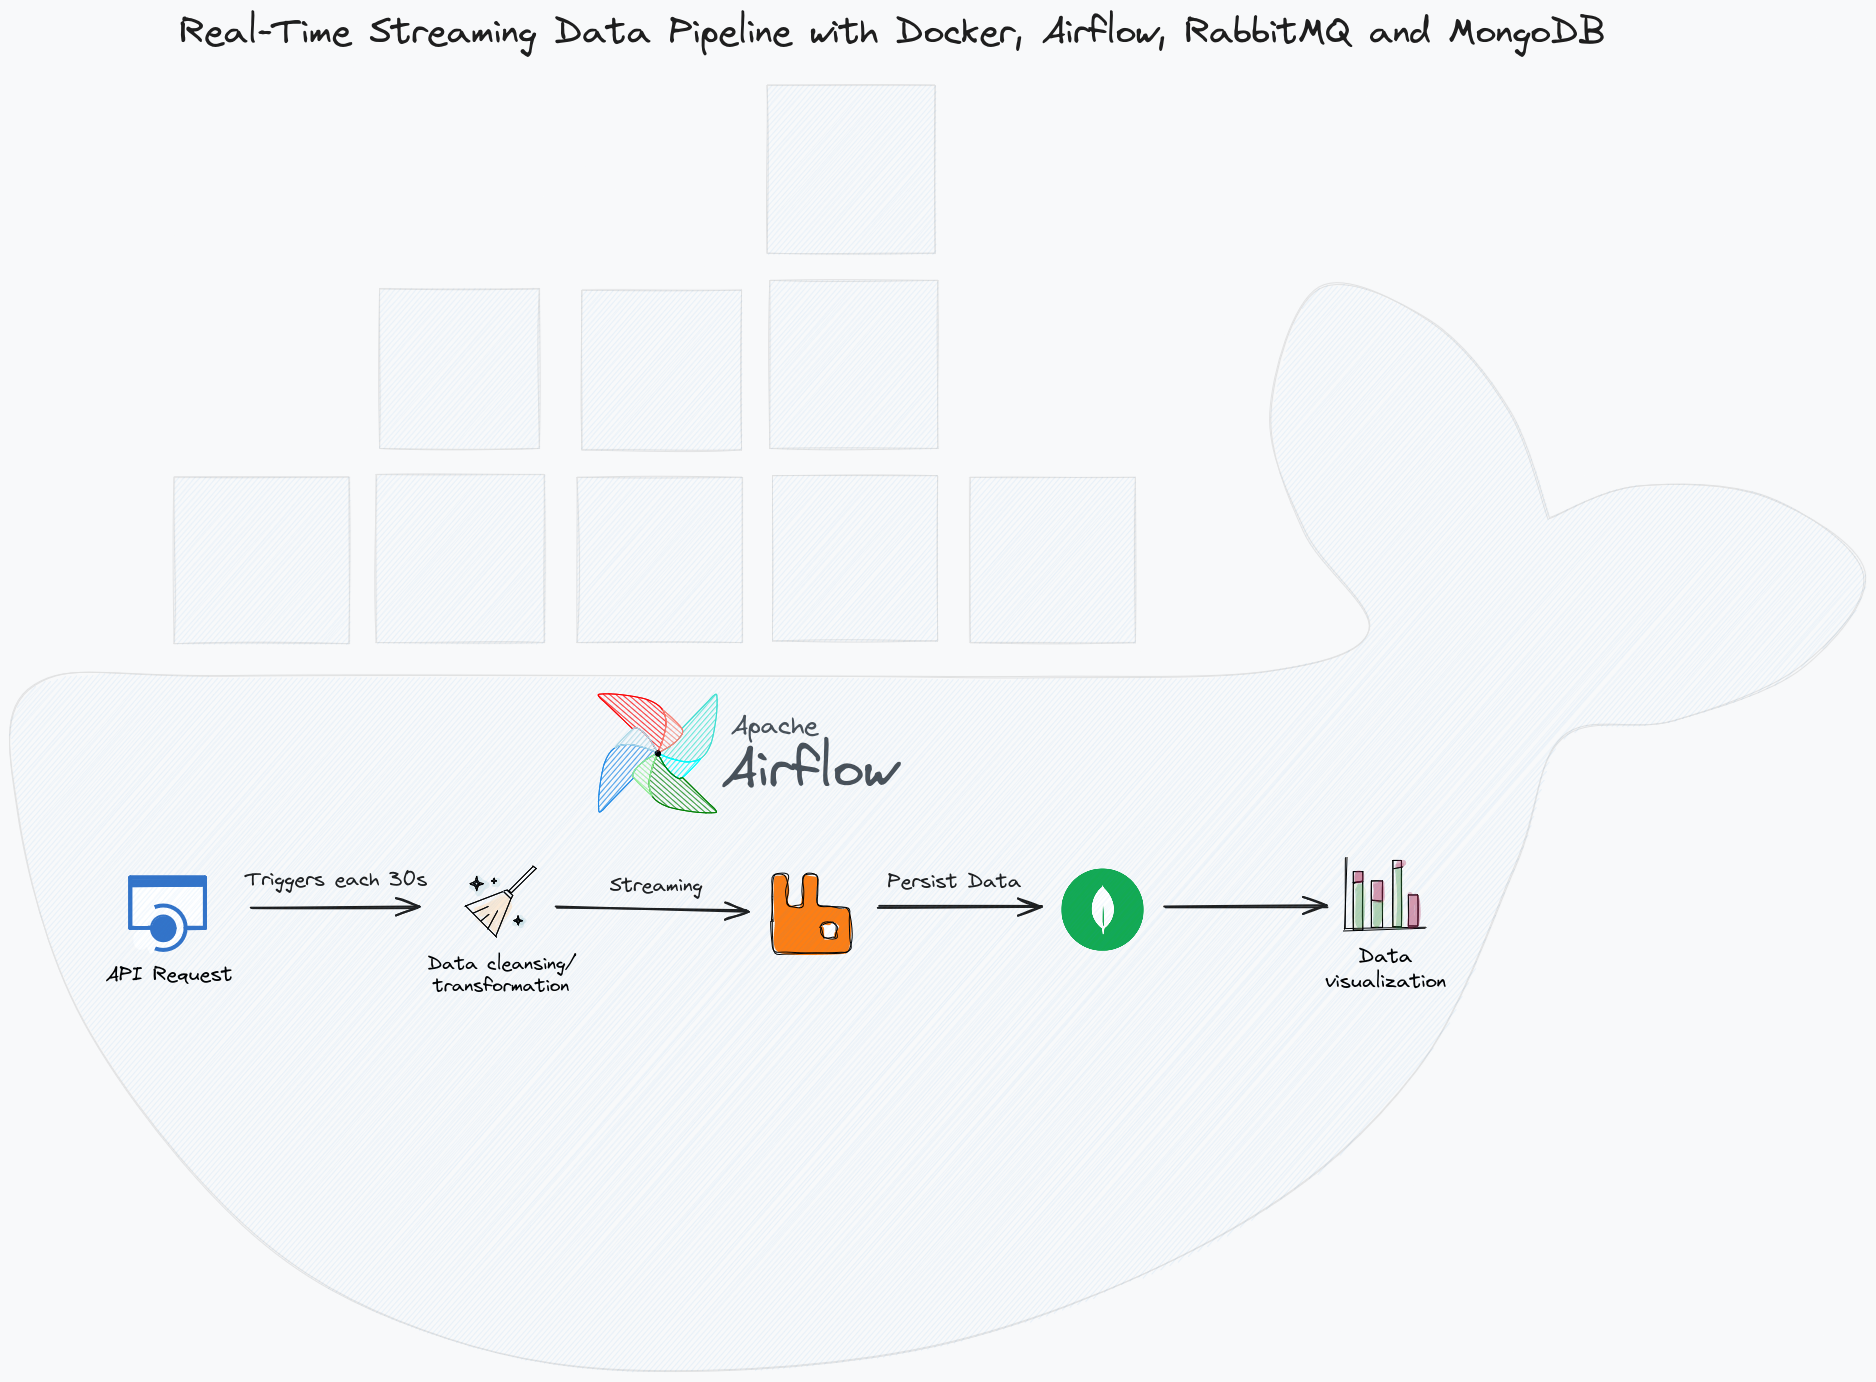 Real-Time Streaming Data Pipeline with Docker, Airflow, RabbitMQ and MongoDB
Apache
Airflow
Triggers each 30s
Streaming
Persist Data
API Request
Data cleansing/
transformation
Data
visualization